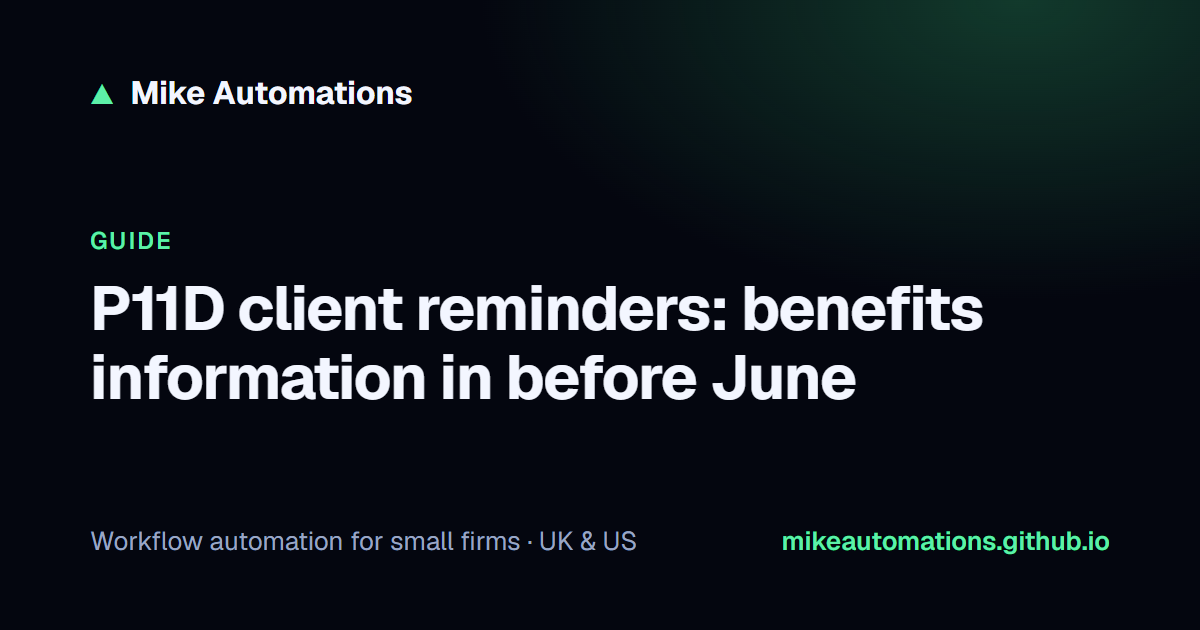 Mike Automations
GUIDE
P11D client reminders: benefits
information in before June
Workflow automation for small firms · UK & US
mikeautomations.github.io